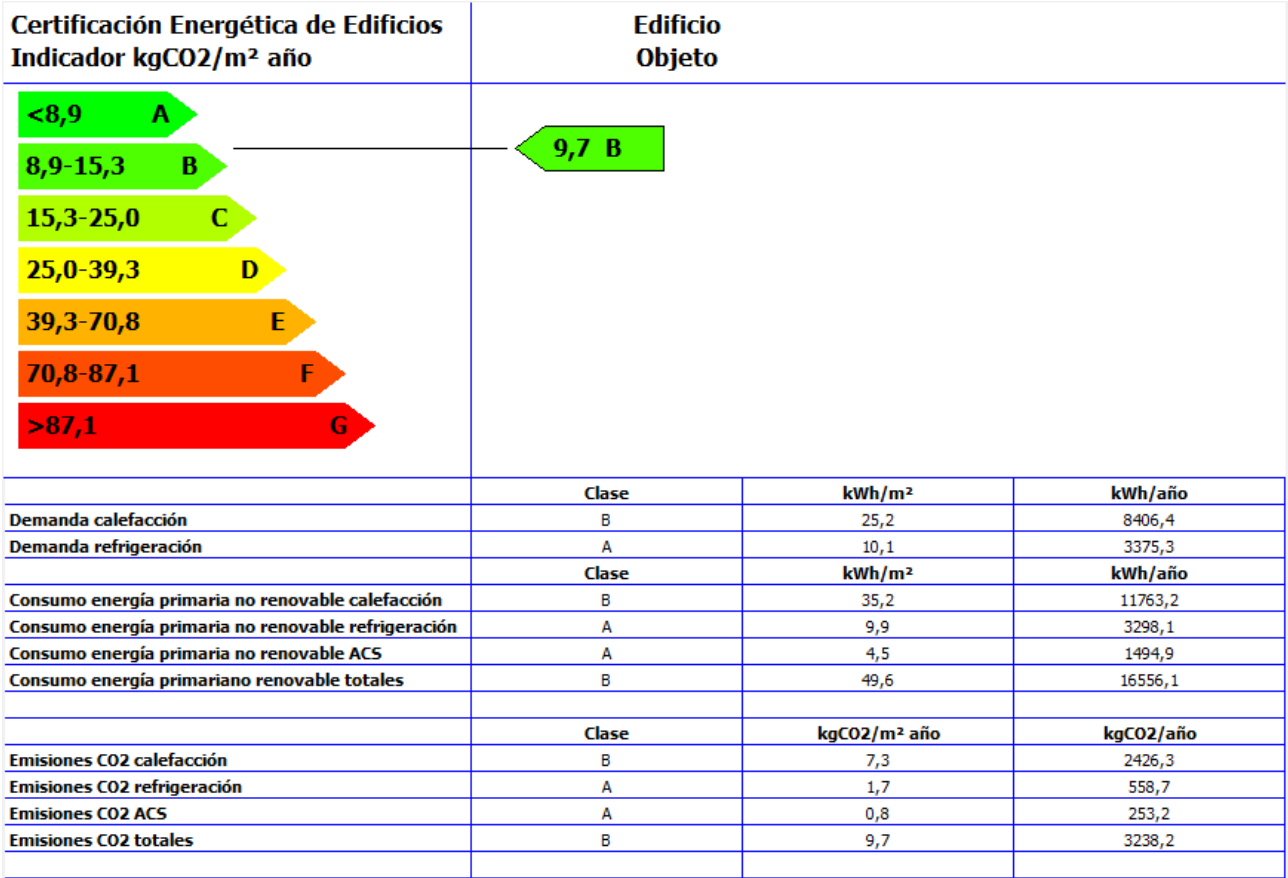 Certificación Energética de Edificios
Indicador kgCO2/m² año
Edificio
Objeto
<8,9 A
8,9-15,3 B
9,7 B
15,3-25,0 C
25,0-39,3 D
39,3-70,8 E
70,8-87,1 F
>87,1 G
Clase kWh/m² kWh/año
Demanda calefacción B 25,2 8406,4
Demanda refrigeración A 10,1 3375,3
Clase kWh/m² kWh/año
Consumo energía primaria no renovable calefacción B 35,2 11763,2
Consumo energía primaria no renovable refrigeración A 9,9 3298,1
Consumo energía primaria no renovable ACS A 4,5 1494,9
Consumo energía primariano renovable totales B 49,6 16556,1
Clase kgCO2/m² año kgCO2/año
Emisiones CO2 calefacción B 7,3 2426,3
Emisiones CO2 refrigeración A 1,7 558,7
Emisiones CO2 ACS A 0,8 253,2
Emisiones CO2 totales B 9,7 3238,2